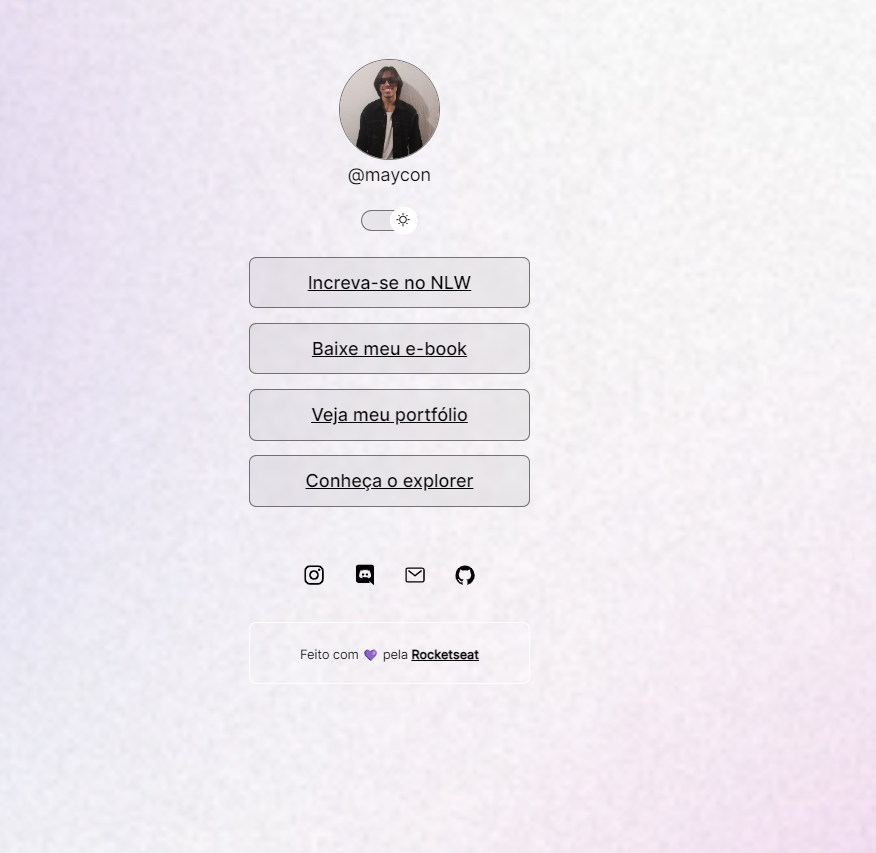 @maycon
Increva-se no NLW
Baixe meu e-book
Veja meu portfólio
Conheça o explorer
Feito com 💜 pela Rocketseat